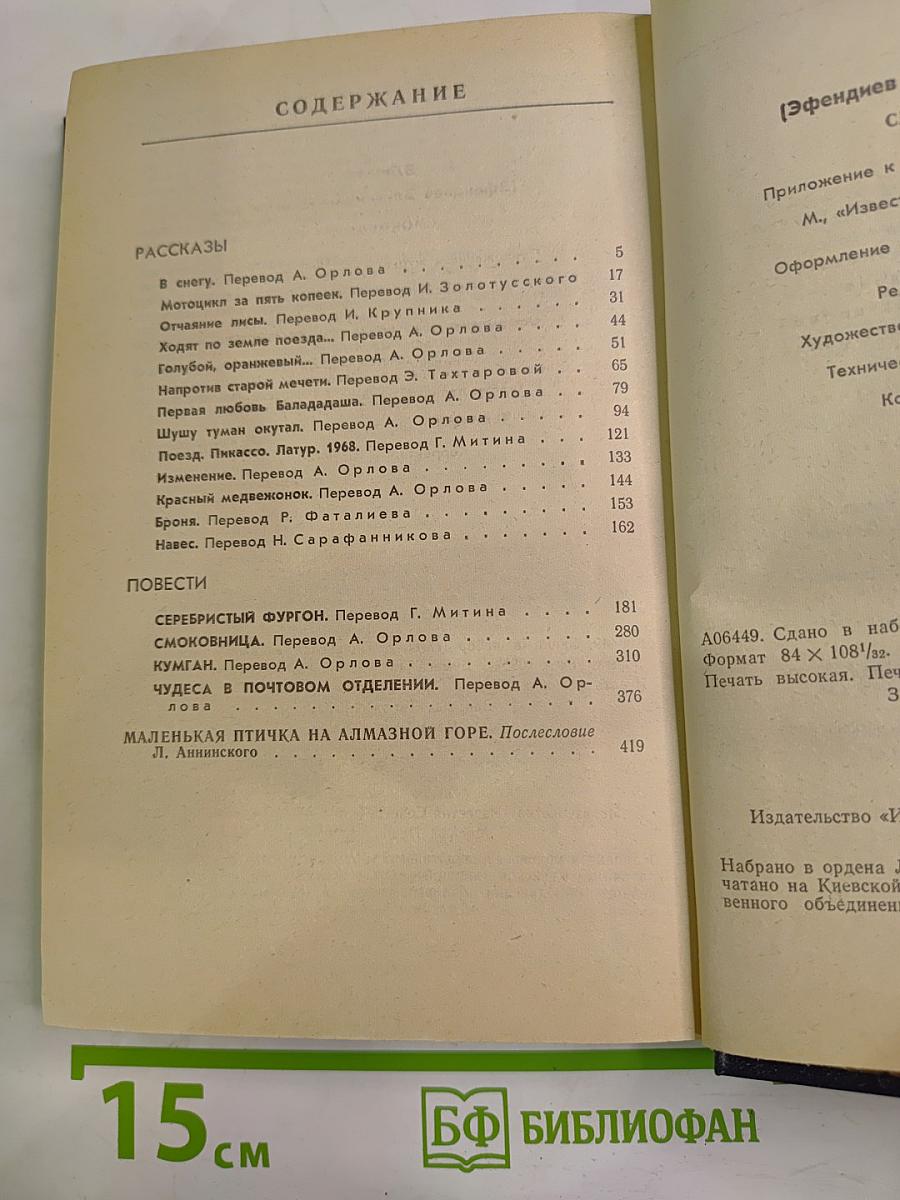 СОДЕРЖАНИЕ
РАССКАЗЫ
В снегу. Перевод А. Орлова . . . . . . . . . . 5
Мотоцикл за пять копеек. Перевод И. Золотусского 17
Отчаяние лисы. Перевод И. Крупника . . . . . . 31
Ходят по земле поезда... Перевод А. Орлова . . . . 44
Голубой, оранжевый... Перевод А. Орлова . . . . . 51
Напротив старой мечети. Перевод Э. Тахтаровой . . 65
Первая любовь Балададаша. Перевод А. Орлова . . 79
Шушу туман окутал. Перевод А. Орлова . . . . . 94
Поезд. Пикассо. Латур. 1968. Перевод Г. Митина . . . 121
Изменение. Перевод А. Орлова . . . . . . . . 133
Красный медвежонок. Перевод А. Орлова . . . . . 144
Броня. Перевод Р. Фаталиева . . . . . . . . . 153
Навес. Перевод Н. Сарафанникова . . . . . . . 162
ПОВЕСТИ
СЕРЕБРИСТЫЙ ФУРГОН. Перевод Г. Митина . . . . 181
СМОКОВНИЦА. Перевод А. Орлова . . . . . . . 280
КУМГАН. Перевод А. Орлова . . . . . . . . . . 310
ЧУДЕСА В ПОЧТОВОМ ОТДЕЛЕНИИ. Перевод А. Ор-
лова . . . . . . . . . . . . . . . . . . 376
МАЛЕНЬКАЯ ПТИЧКА НА АЛМАЗНОЙ ГОРЕ. Послесловие
Л. Аннинского . . . . . . . . . . . . . . . . . 419
(Эфендиев
Приложение к
М., «Извес
Оформление
Ре
Художестве
Техничес
Ко
А06449. Сдано в наб
Формат 84 × 108 1/32.
Печать высокая. Печ
З
Издательство «И
Набрано в ордена Л
чатано на Киевской
венного объединен
15 см
БФ БИБЛИОФАН